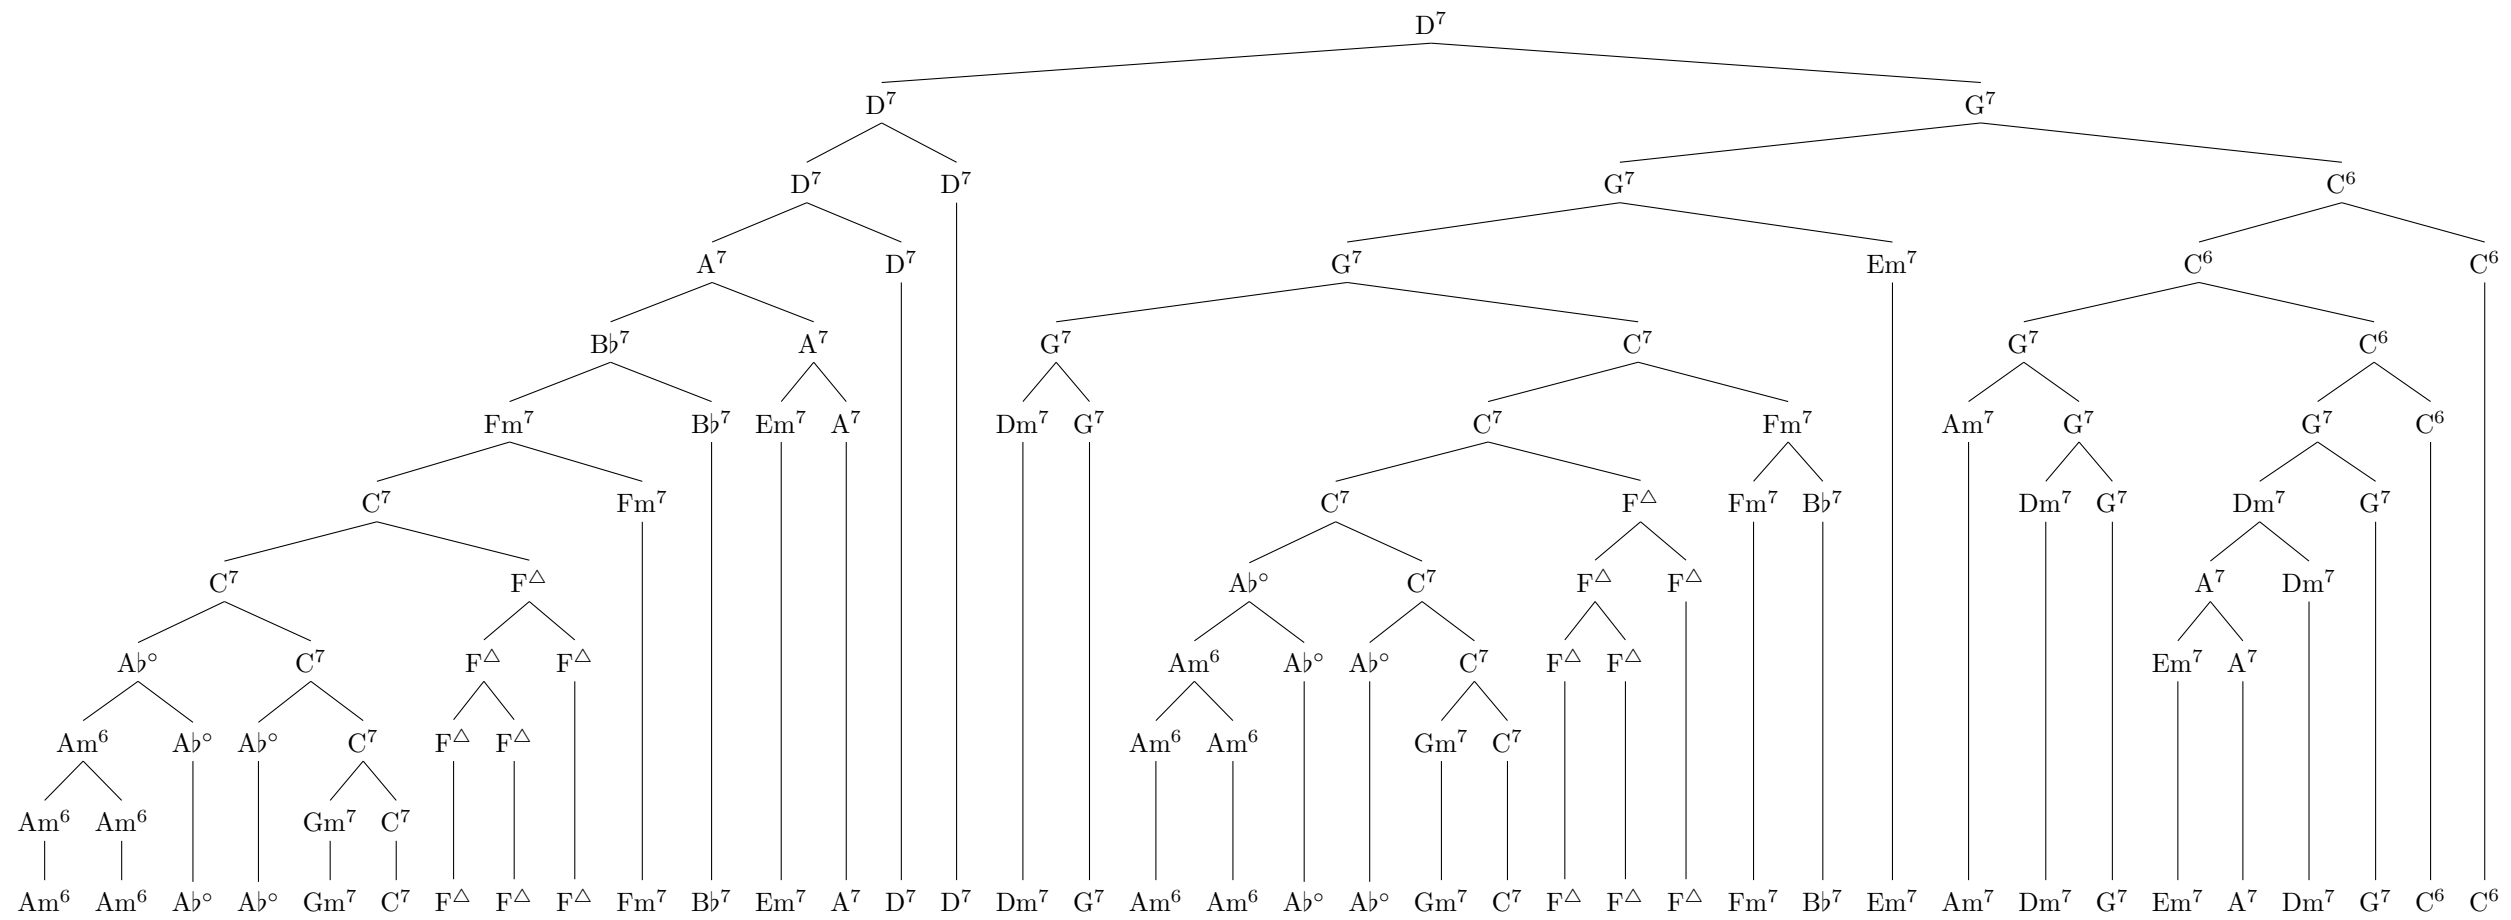 D⁷
D⁷ G⁷
D⁷ D⁷ G⁷ C⁶
A⁷ D⁷ G⁷ Em⁷ C⁶ C⁶
B♭⁷ A⁷ G⁷ C⁷ G⁷ C⁶
Fm⁷ B♭⁷ Em⁷ A⁷ Dm⁷ G⁷ C⁷ Fm⁷ Am⁷ G⁷ G⁷ C⁶
C⁷ Fm⁷ C⁷ F△ Fm⁷ B♭⁷ Dm⁷ G⁷ Dm⁷ G⁷
C⁷ F△ A♭° C⁷ F△ F△ A⁷ Dm⁷
A♭° C⁷ F△ F△ Am⁶ A♭° A♭° C⁷ F△ F△ Em⁷ A⁷
Am⁶ A♭° A♭° C⁷ F△ F△ Am⁶ Am⁶ Gm⁷ C⁷
Am⁶ Am⁶ Gm⁷ C⁷
Am⁶ Am⁶ A♭° A♭° Gm⁷ C⁷ F△ F△ F△ Fm⁷ B♭⁷ Em⁷ A⁷ D⁷ D⁷ Dm⁷ G⁷ Am⁶ Am⁶ A♭° A♭° Gm⁷ C⁷ F△ F△ F△ Fm⁷ B♭⁷ Em⁷ Am⁷ Dm⁷ G⁷ Em⁷ A⁷ Dm⁷ G⁷ C⁶ C⁶